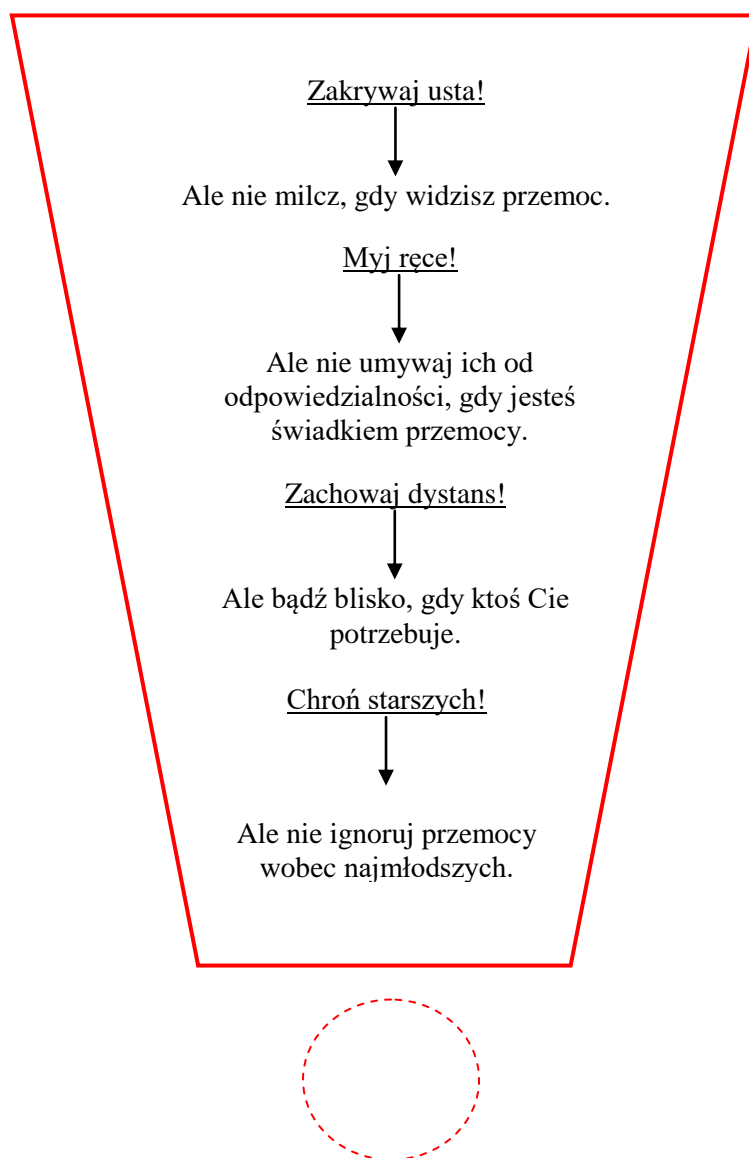 Zakrywaj usta!
Ale nie milcz, gdy widzisz przemoc.
Myj ręce!
Ale nie umywaj ich od
odpowiedzialności, gdy jesteś
świadkiem przemocy.
Zachowaj dystans!
Ale bądź blisko, gdy ktoś Cie
potrzebuje.
Chroń starszych!
Ale nie ignoruj przemocy
wobec najmłodszych.